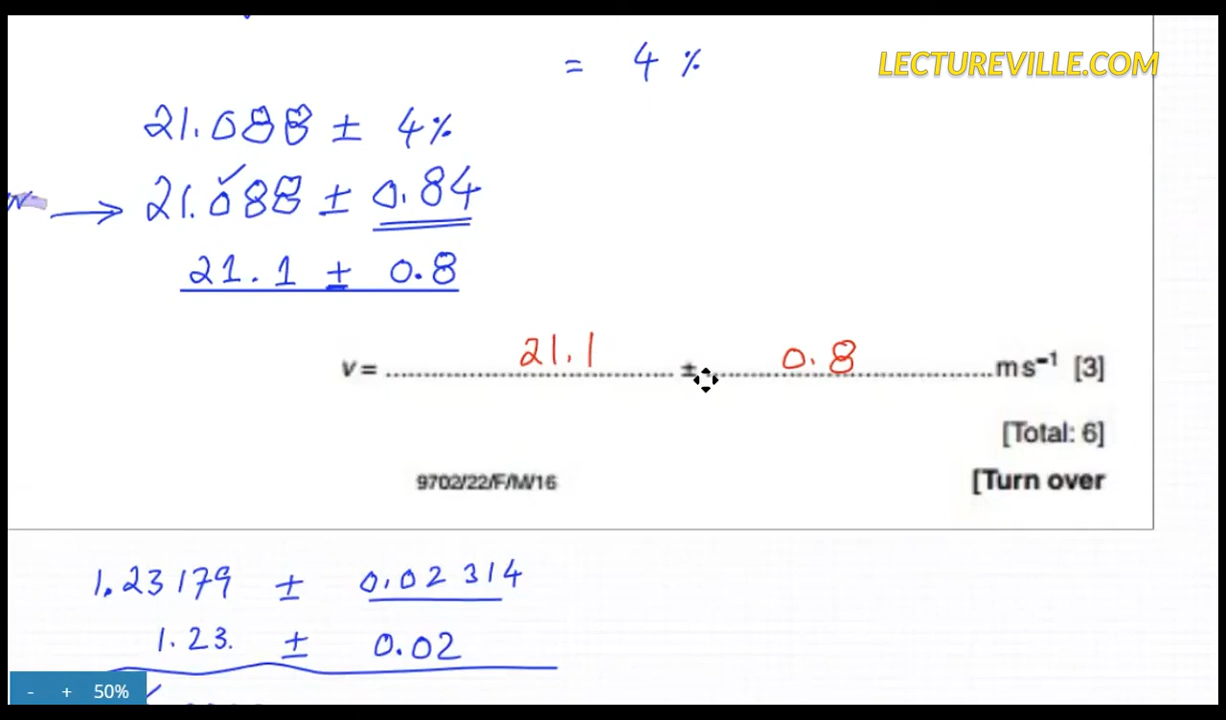 = 4 %
LECTUREVILLE.COM
21.088 ± 4%
→ 21.088 ± 0.84
21.1 ± 0.8
v = 21.1 ± 0.8 m s⁻¹ [3]
[Total: 6]
9702/22/F/M/16 [Turn over
1.23179 ± 0.02314
1.23. ± 0.02
- + 50%